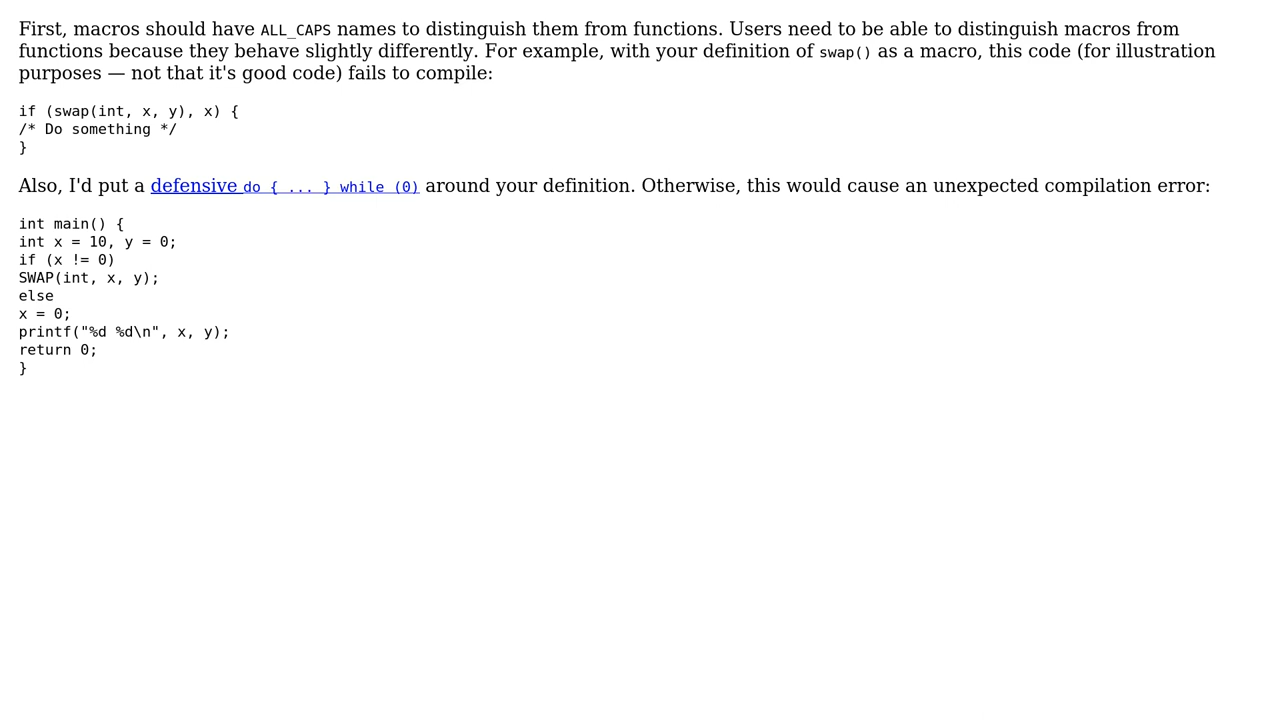 First, macros should have ALL_CAPS names to distinguish them from functions. Users need to be able to distinguish macros from
functions because they behave slightly differently. For example, with your definition of swap() as a macro, this code (for illustration
purposes — not that it's good code) fails to compile:
if (swap(int, x, y), x) {
/* Do something */
}
Also, I'd put a defensive do { ... } while (0) around your definition. Otherwise, this would cause an unexpected compilation error:
int main() {
int x = 10, y = 0;
if (x != 0)
SWAP(int, x, y);
else
x = 0;
printf("%d %d\n", x, y);
return 0;
}